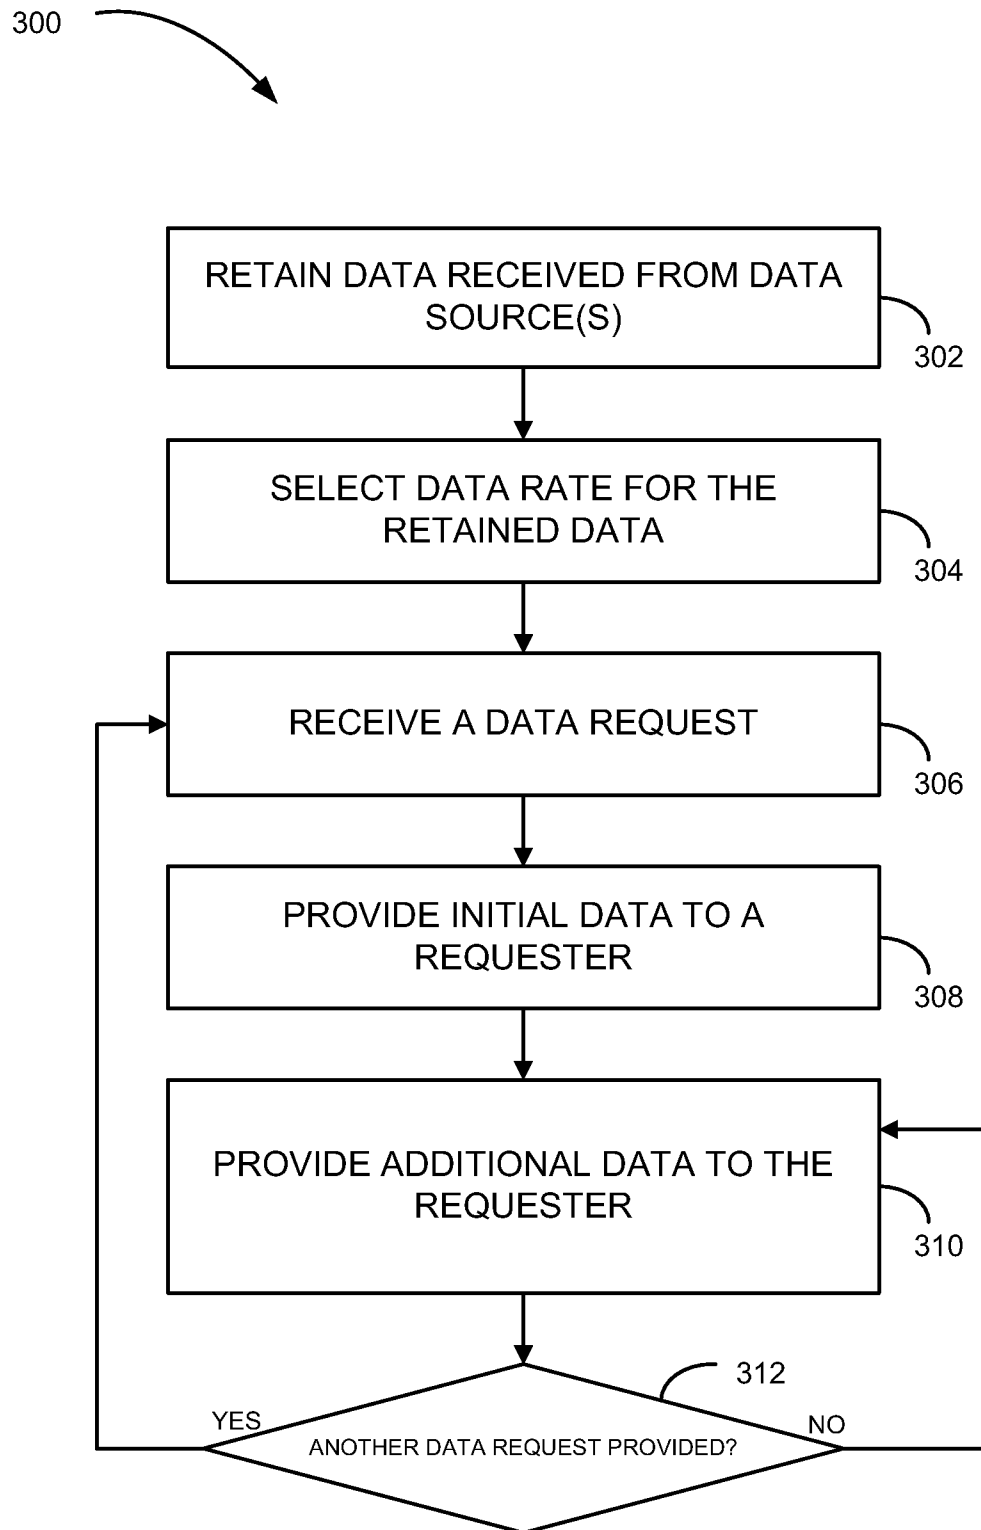 300
RETAIN DATA RECEIVED FROM DATA
SOURCE(S)
302
SELECT DATA RATE FOR THE
RETAINED DATA
304
RECEIVE A DATA REQUEST
306
PROVIDE INITIAL DATA TO A
REQUESTER
308
PROVIDE ADDITIONAL DATA TO THE
REQUESTER
310
312
YES
NO
ANOTHER DATA REQUEST PROVIDED?